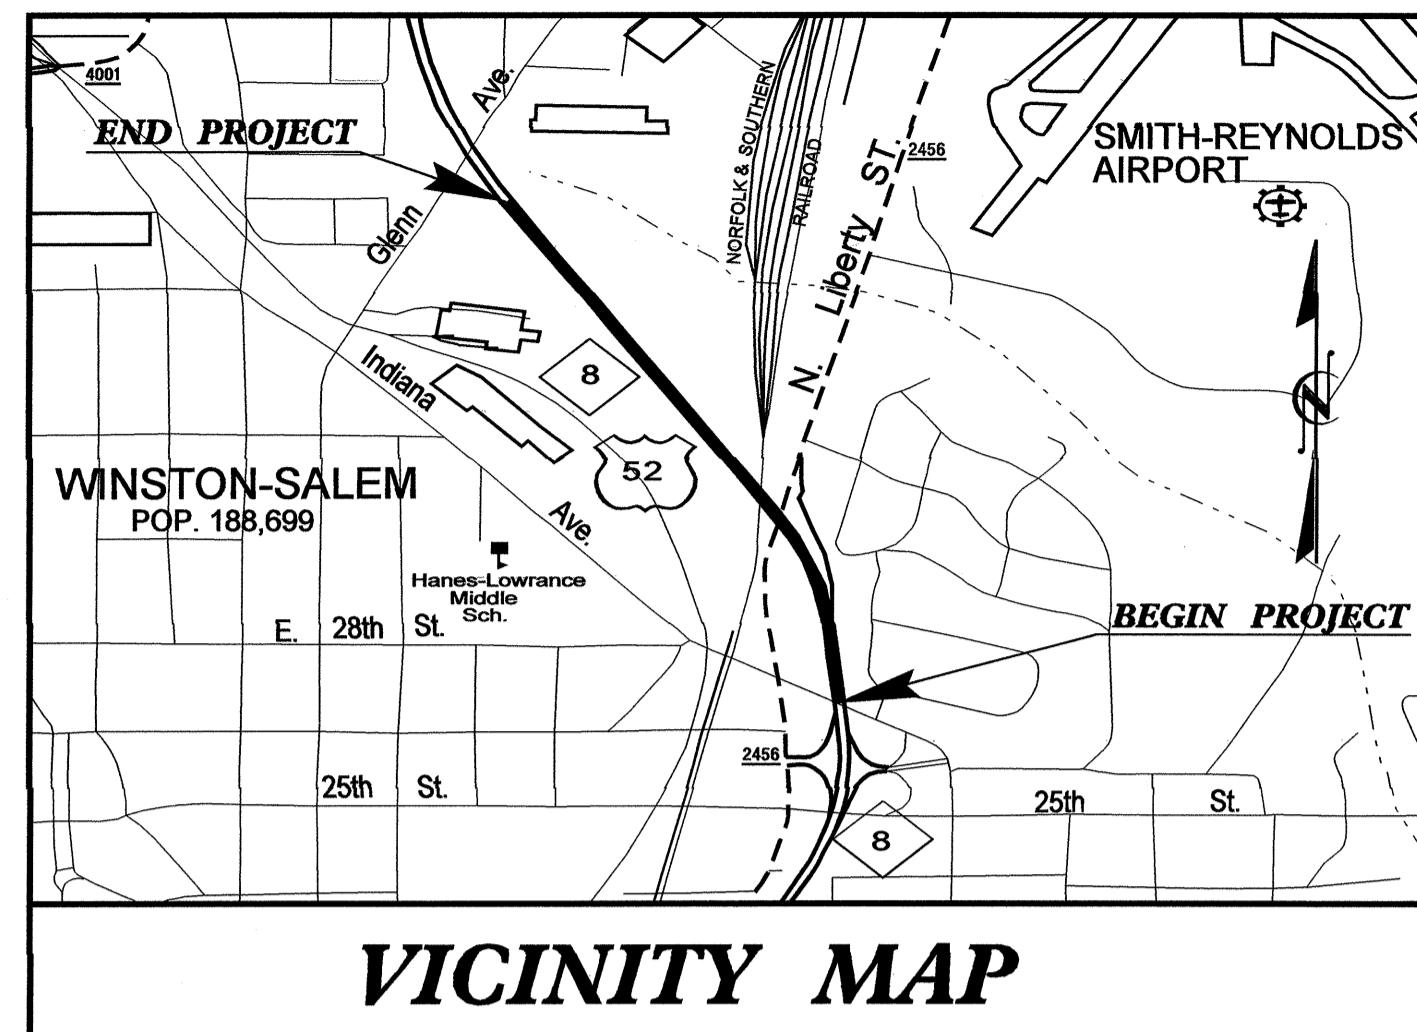 4001
END PROJECT
Ave.
Glenn
NORFOLK & SOUTHERN
RAILROAD
N. Liberty ST.
2456
SMITH-REYNOLDS
AIRPORT
N
8
Indiana
Ave.
52
WINSTON-SALEM
POP. 188,699
Hanes-Lowrance
Middle
Sch.
E. 28th St.
BEGIN PROJECT
2456
25th St.
25th St.
8
VICINITY MAP